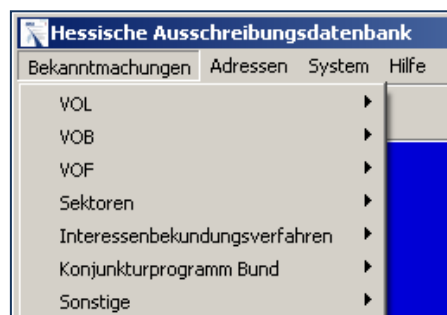 Hessische Ausschreibungsdatenbank
Bekanntmachungen Adressen System Hilfe
VOL
VOB
VOF
Sektoren
Interessenbekundungsverfahren
Konjunkturprogramm Bund
Sonstige